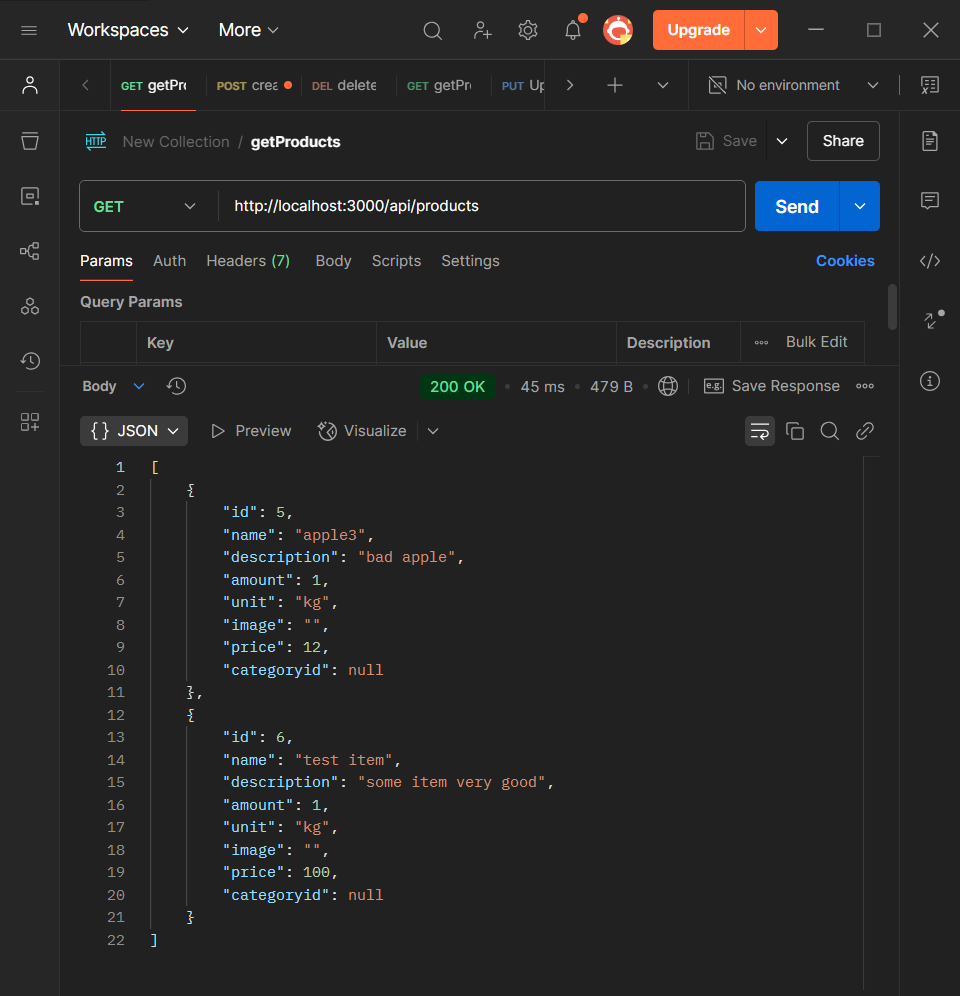 Workspaces More Upgrade
GET getPr POST crea DEL delete GET getPr PUT Up No environment
HTTP New Collection / getProducts Save Share
GET http://localhost:3000/api/products Send
Params Auth Headers (7) Body Scripts Settings Cookies
Query Params
Key Value Description Bulk Edit
Body 200 OK 45 ms 479 B e.g. Save Response
{} JSON Preview Visualize
1 [
2 {
3 "id": 5,
4 "name": "apple3",
5 "description": "bad apple",
6 "amount": 1,
7 "unit": "kg",
8 "image": "",
9 "price": 12,
10 "categoryid": null
11 },
12 {
13 "id": 6,
14 "name": "test item",
15 "description": "some item very good",
16 "amount": 1,
17 "unit": "kg",
18 "image": "",
19 "price": 100,
20 "categoryid": null
21 }
22 ]